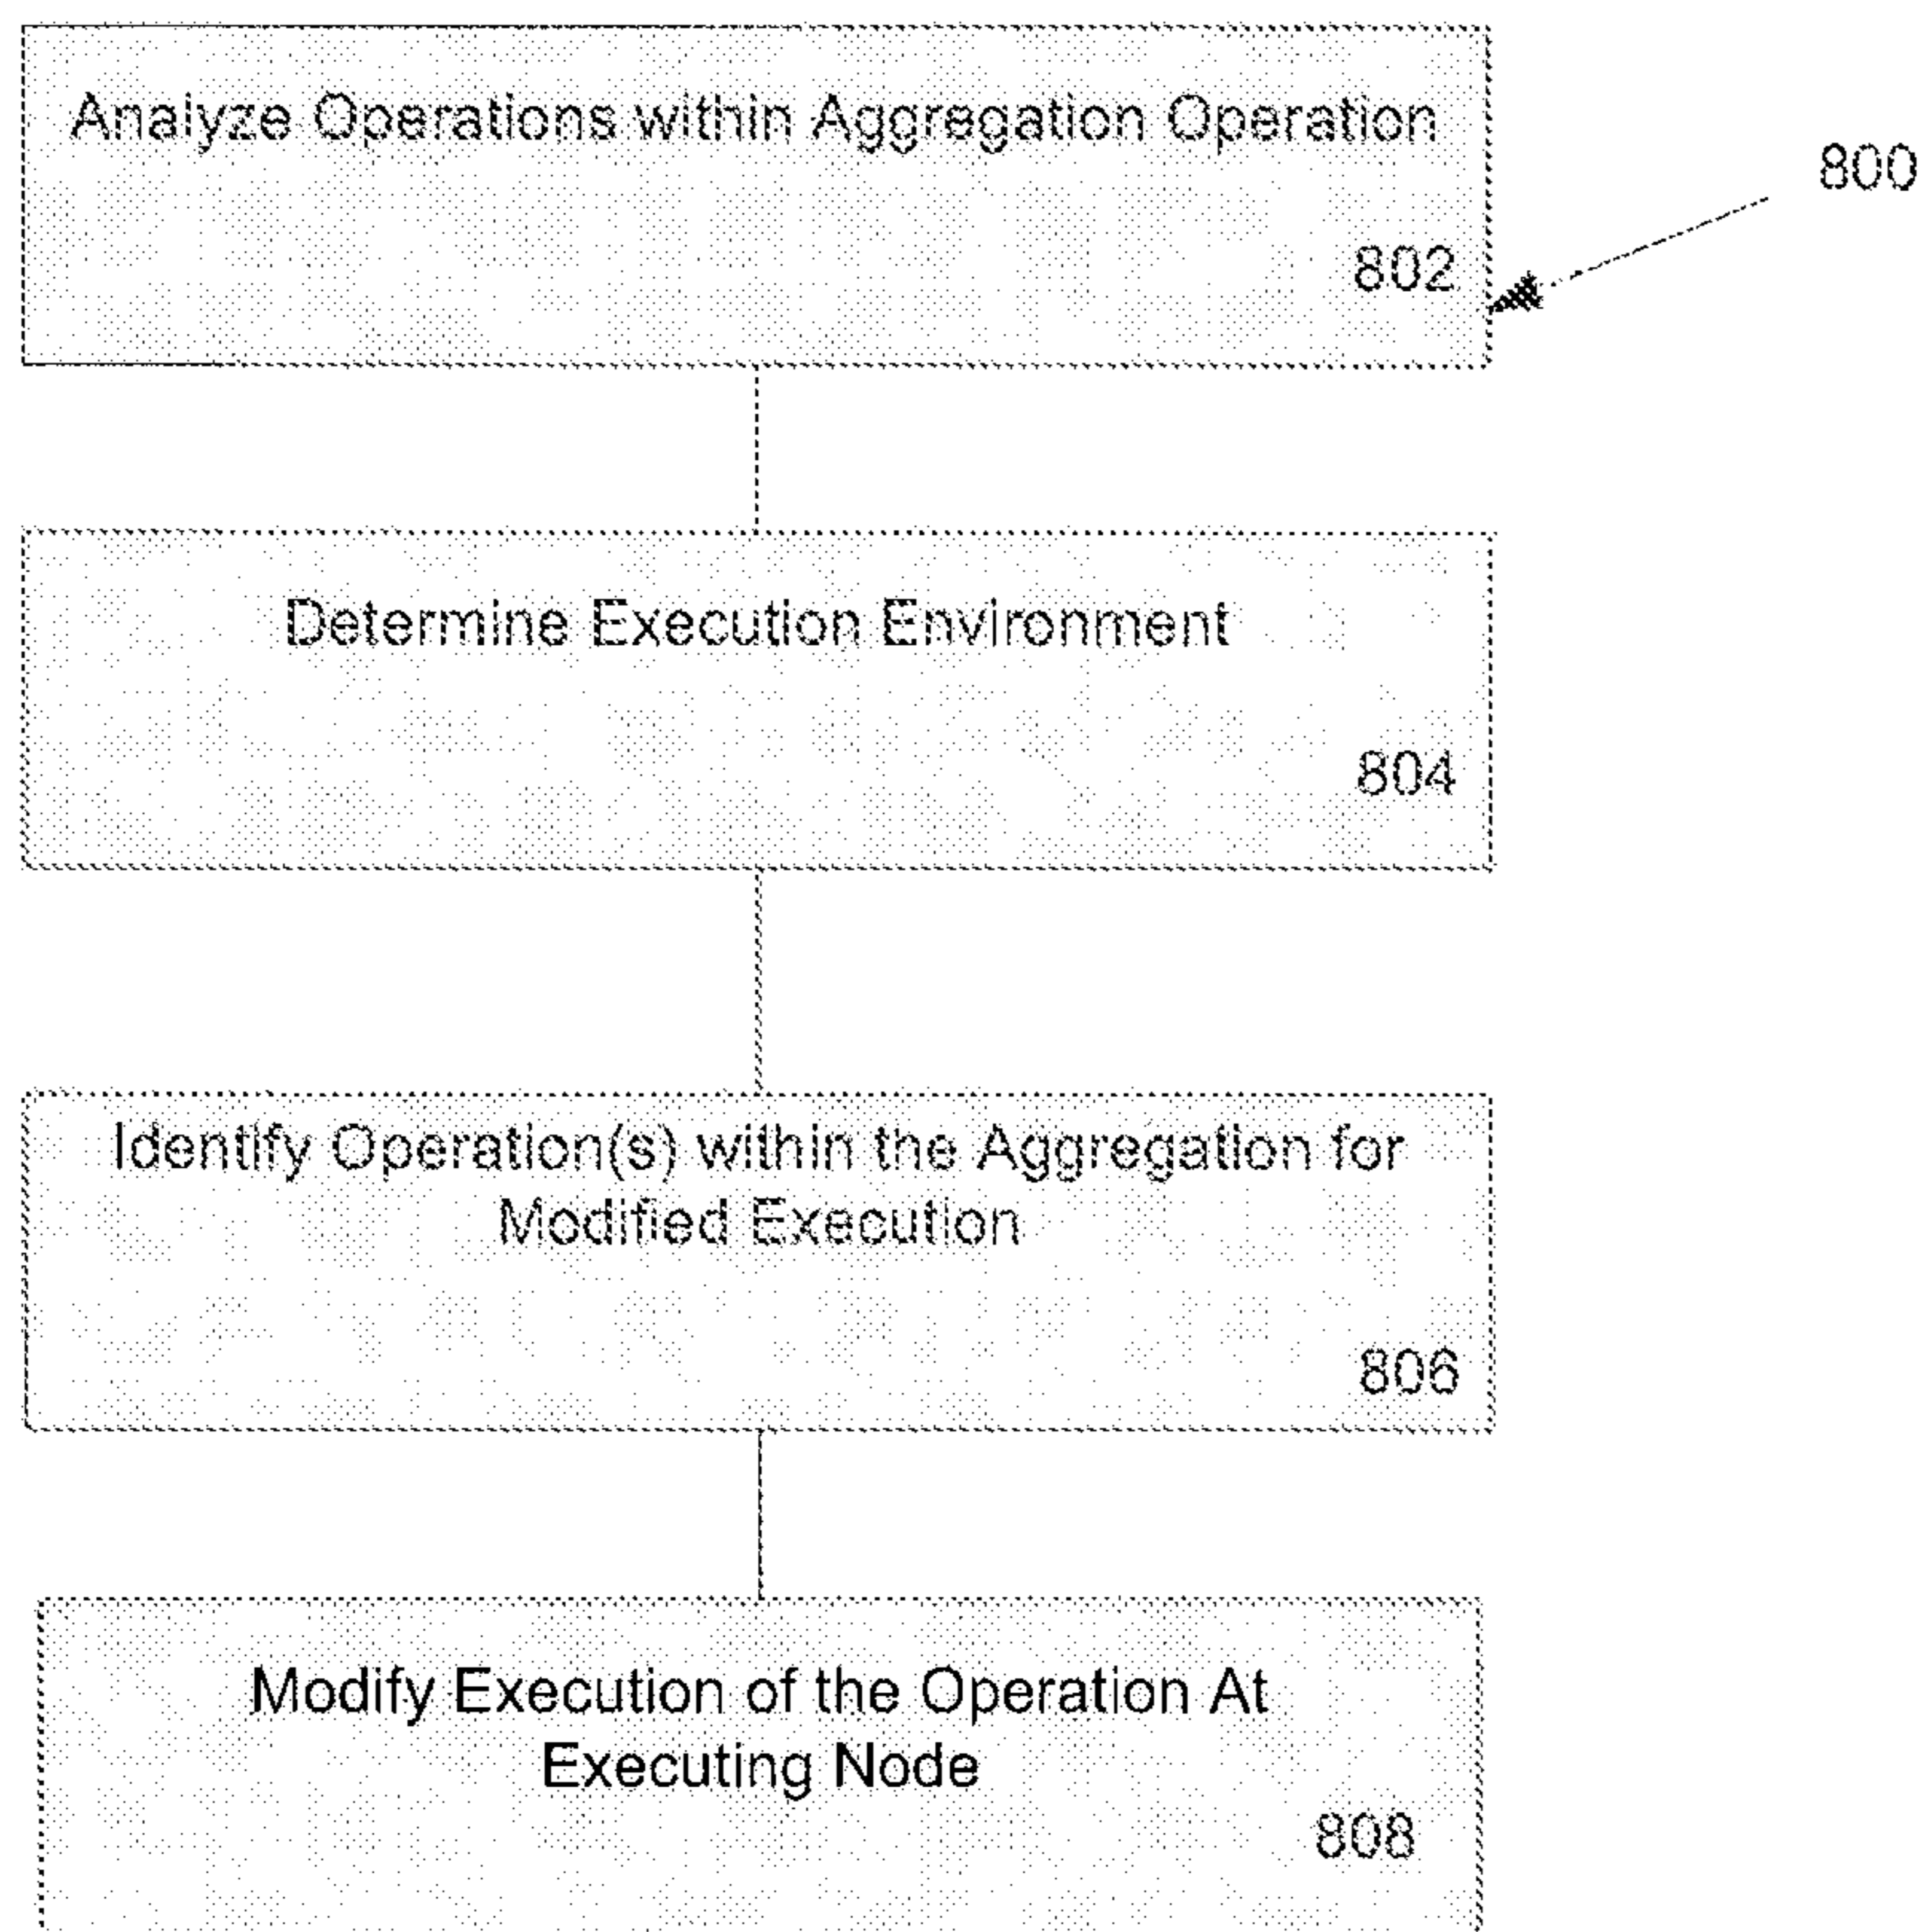 Analyze Operations within Aggregation Operation
802
800
Determine Execution Environment
804
Identify Operation(s) within the Aggregation for
Modified Execution
806
Modify Execution of the Operation At
Executing Node
808